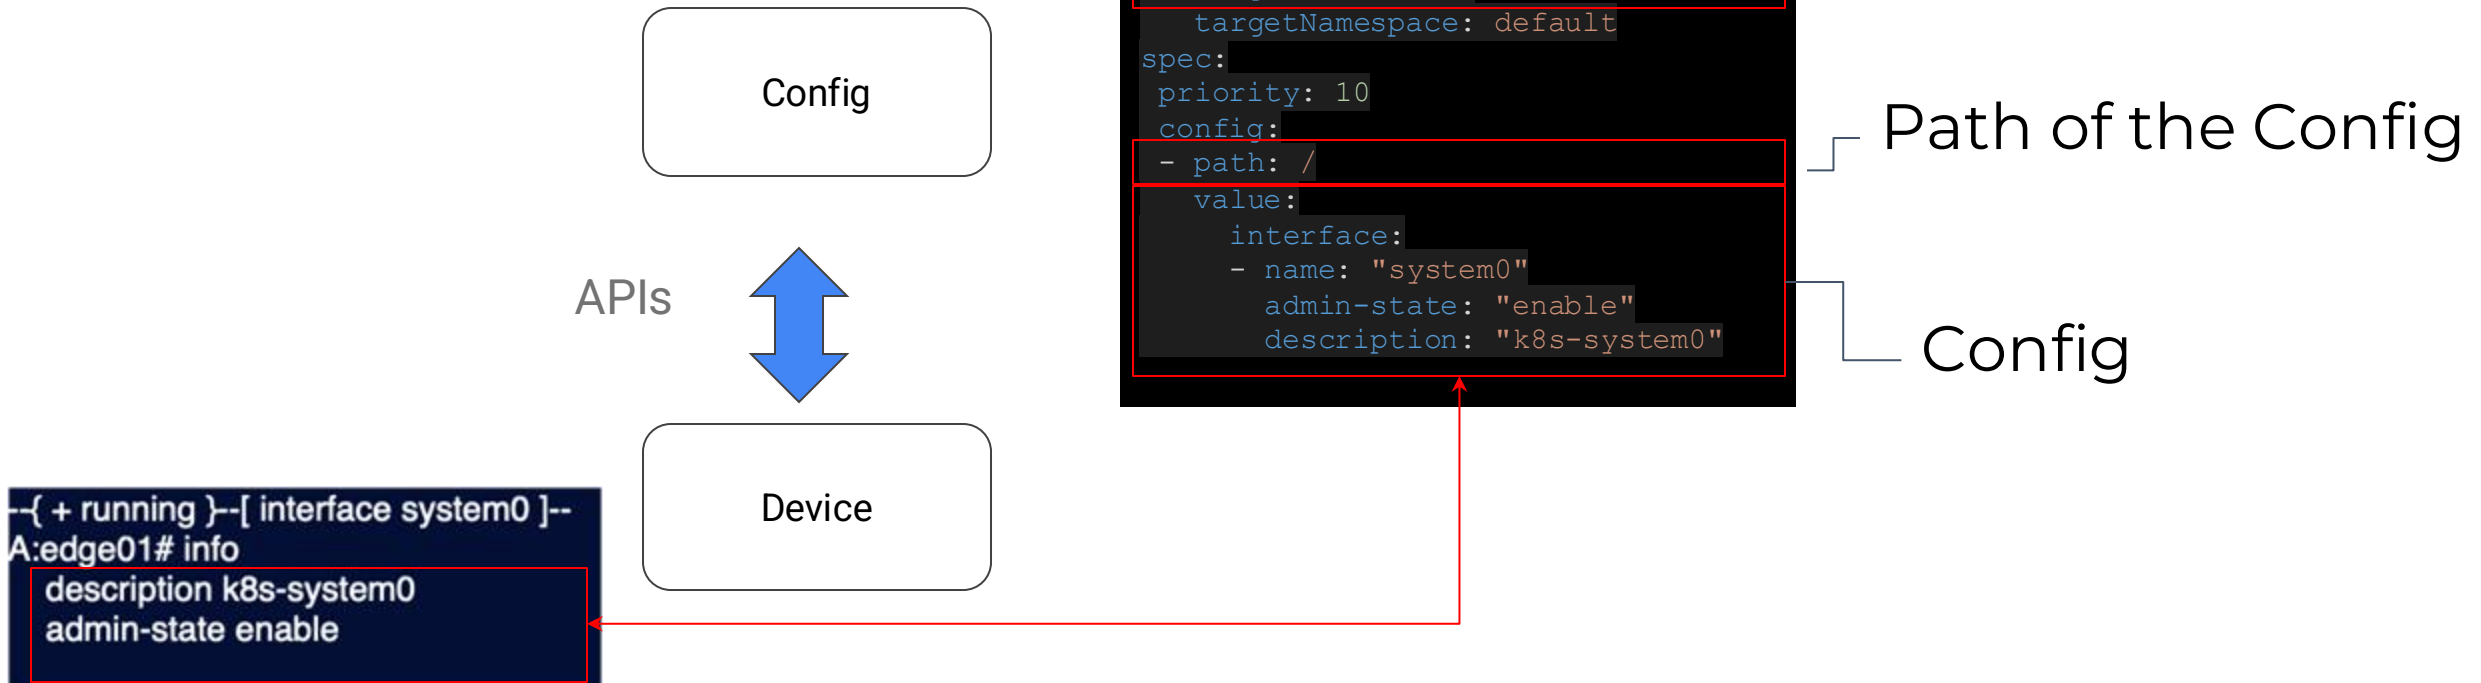 Config
APIs
Device
--{ + running }--[ interface system0 ]--
A:edge01# info
description k8s-system0
admin-state enable
targetNamespace: default
spec:
priority: 10
config:
- path: /
value:
interface:
- name: "system0"
admin-state: "enable"
description: "k8s-system0"
Path of the Config
Config